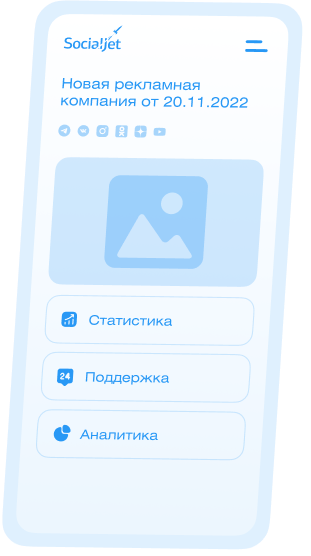 Socialjet
Новая рекламная
компания от 20.11.2022
Статистика
24
Поддержка
Аналитика